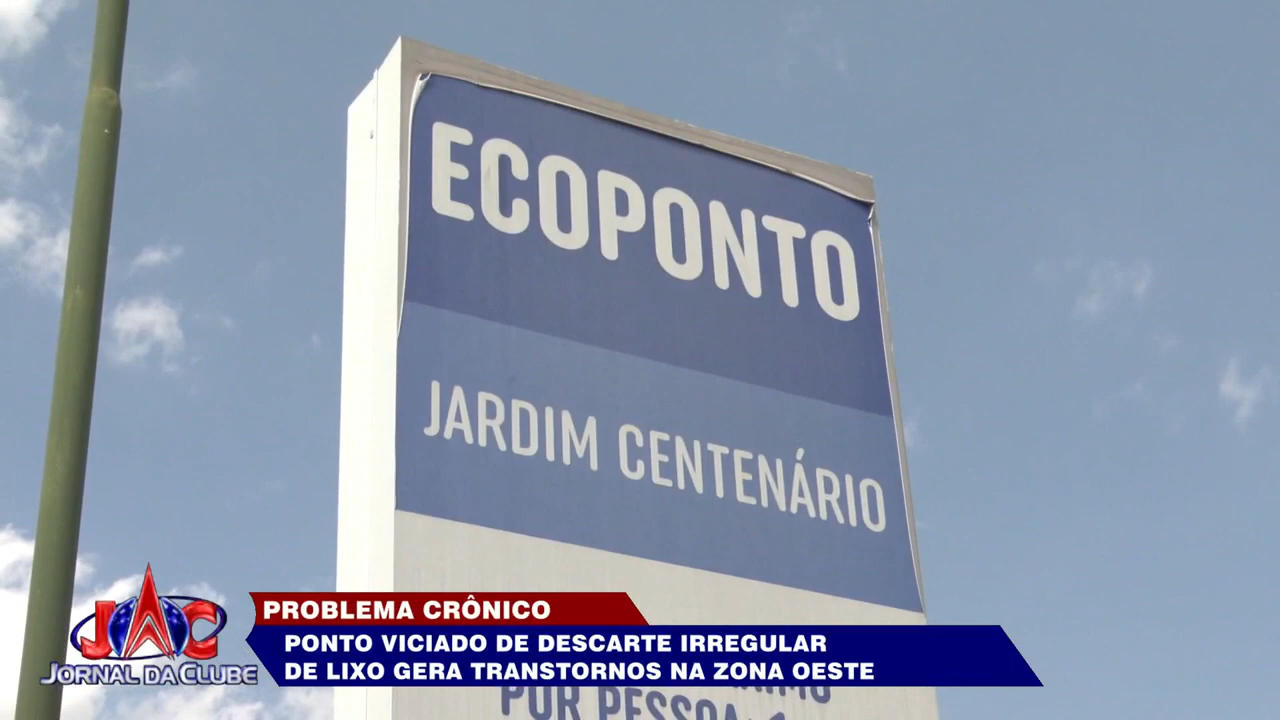 ECOPONTO
JARDIM CENTENÁRIO
PROBLEMA CRÔNICO
PONTO VICIADO DE DESCARTE IRREGULAR
DE LIXO GERA TRANSTORNOS NA ZONA OESTE
JAC
JORNAL DA CLUBE
POR PESSOA